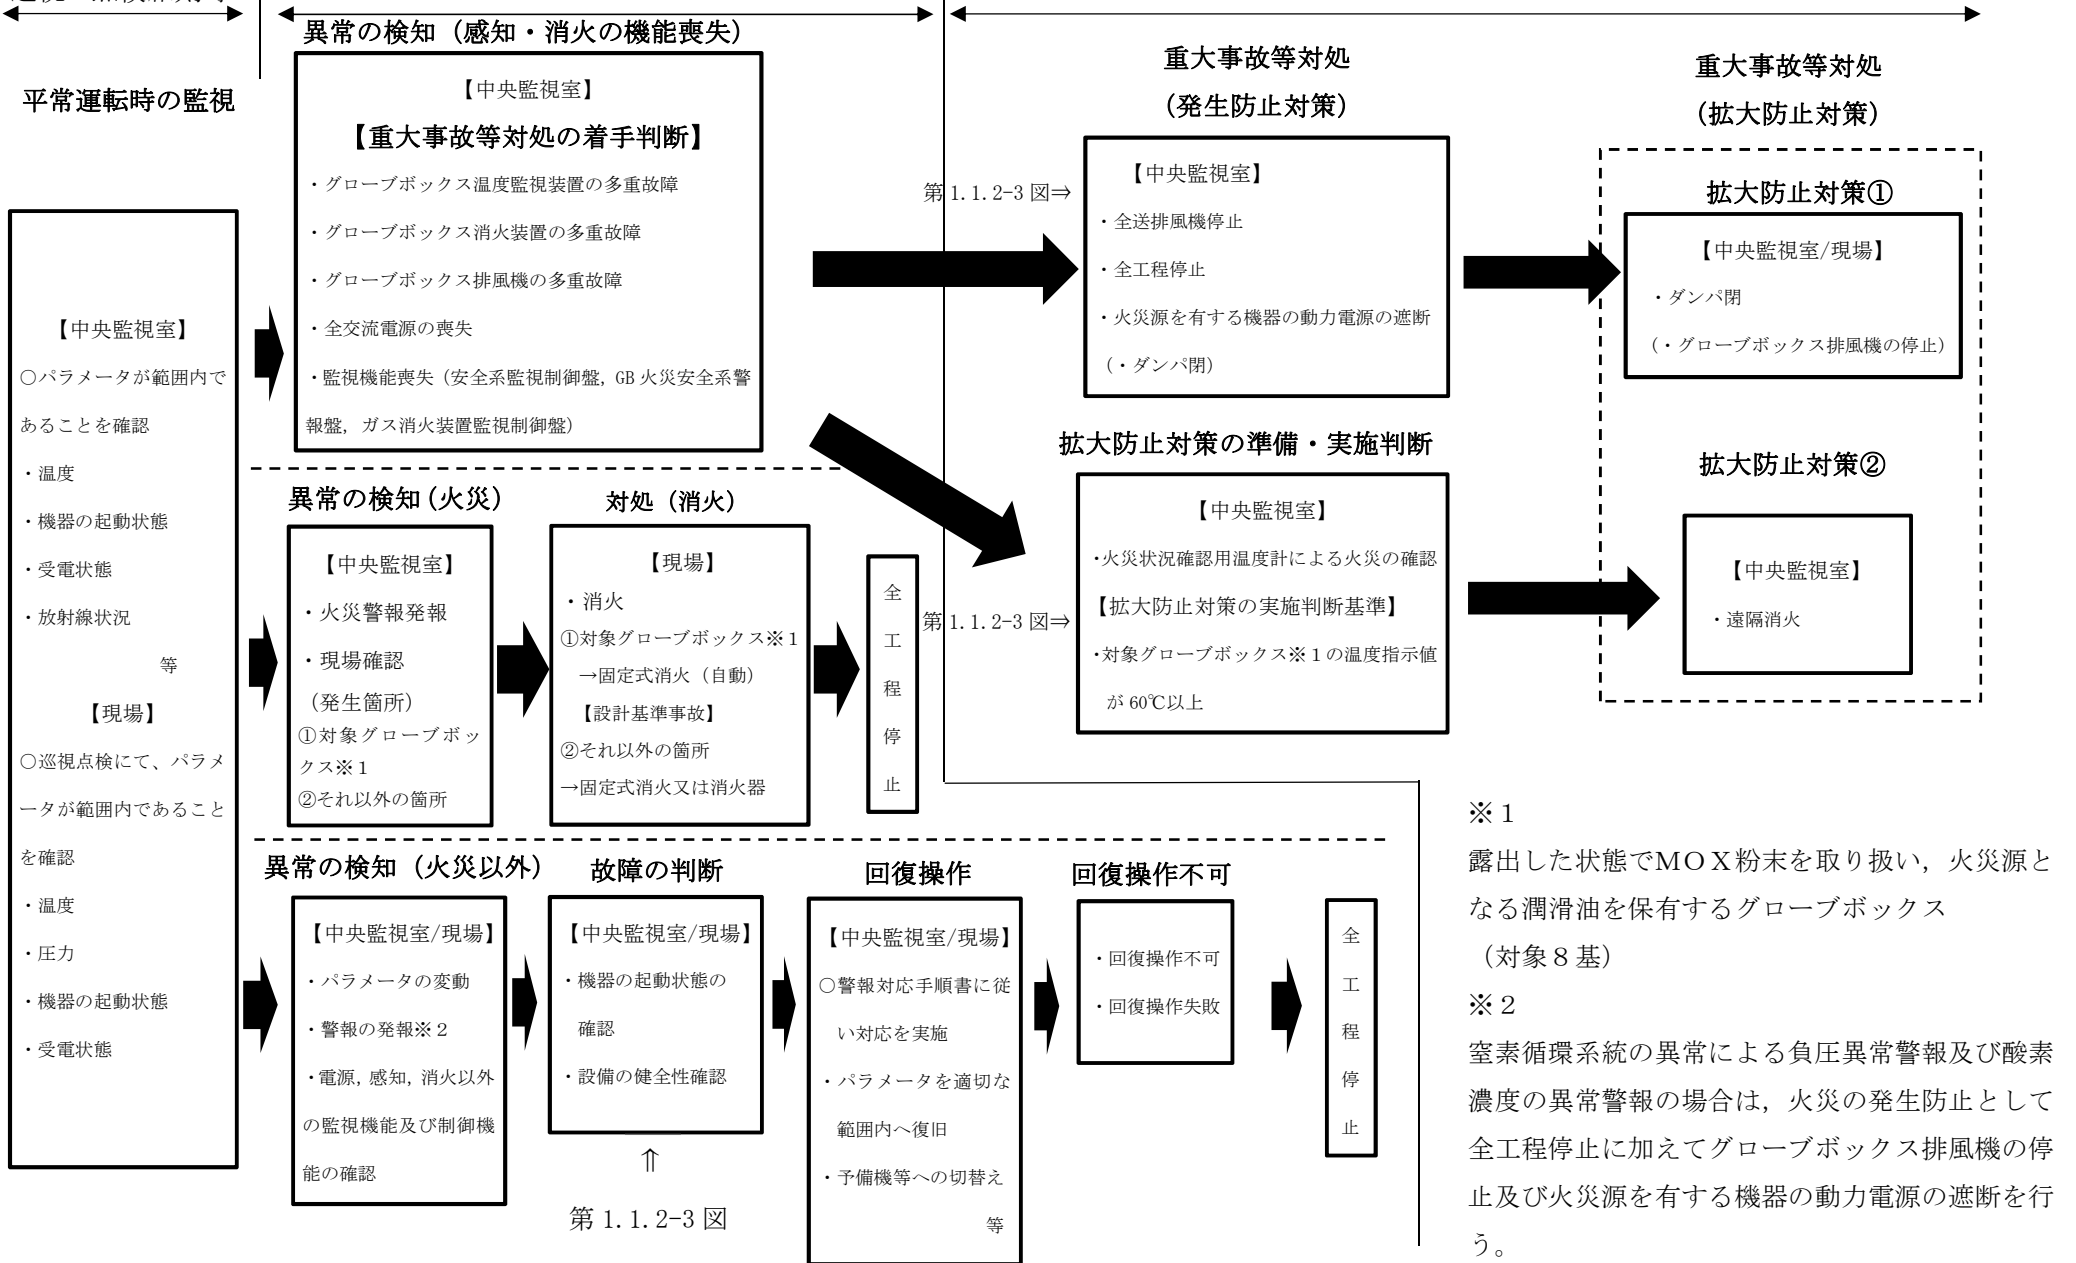 平常運転時の監視
【中央監視室】
○パラメータが範囲内で
あることを確認
・温度
・機器の起動状態
・受電状態
・放射線状況
等
【現場】
○巡視点検にて、パラメ
ータが範囲内であること
を確認
・温度
・圧力
・機器の起動状態
・受電状態
異常の検知（感知・消火の機能喪失）
【中央監視室】
【重大事故等対処の着手判断】
・グローブボックス温度監視装置の多重故障
・グローブボックス消火装置の多重故障
・グローブボックス排風機の多重故障
・全交流電源の喪失
・監視機能喪失（安全系監視制御盤，GB 火災安全系警
報盤，ガス消火装置監視制御盤）
重大事故等対処
（発生防止対策）
第 1.1.2-3 図⇒
【中央監視室】
・全送排風機停止
・全工程停止
・火災源を有する機器の動力電源の遮断
（・ダンパ閉）
重大事故等対処
（拡大防止対策）
拡大防止対策①
【中央監視室/現場】
・ダンパ閉
（・グローブボックス排風機の停止）
拡大防止対策の準備・実施判断
第 1.1.2-3 図⇒
【中央監視室】
・火災状況確認用温度計による火災の確認
【拡大防止対策の実施判断基準】
・対象グローブボックス※１の温度指示値
が 60℃以上
拡大防止対策②
【中央監視室】
・遠隔消火
異常の検知（火災）
【中央監視室】
・火災警報発報
・現場確認
（発生箇所）
①対象グローブボッ
クス※１
②それ以外の箇所
対処（消火）
【現場】
・消火
①対象グローブボックス※１
→固定式消火（自動）
【設計基準事故】
②それ以外の箇所
→固定式消火又は消火器
全
工
程
停
止
異常の検知（火災以外）
【中央監視室/現場】
・パラメータの変動
・警報の発報※２
・電源，感知，消火以外
の監視機能及び制御機
能の確認
故障の判断
【中央監視室/現場】
・機器の起動状態の
確認
・設備の健全性確認
⇑
第 1.1.2-3 図
回復操作
【中央監視室/現場】
○警報対応手順書に従
い対応を実施
・パラメータを適切な
範囲内へ復旧
・予備機等への切替え
等
回復操作不可
・回復操作不可
・回復操作失敗
全
工
程
停
止
※１
露出した状態でＭＯＸ粉末を取り扱い，火災源と
なる潤滑油を保有するグローブボックス
（対象８基）
※２
窒素循環系統の異常による負圧異常警報及び酸素
濃度の異常警報の場合は，火災の発生防止として
全工程停止に加えてグローブボックス排風機の停
止及び火災源を有する機器の動力電源の遮断を行
う。